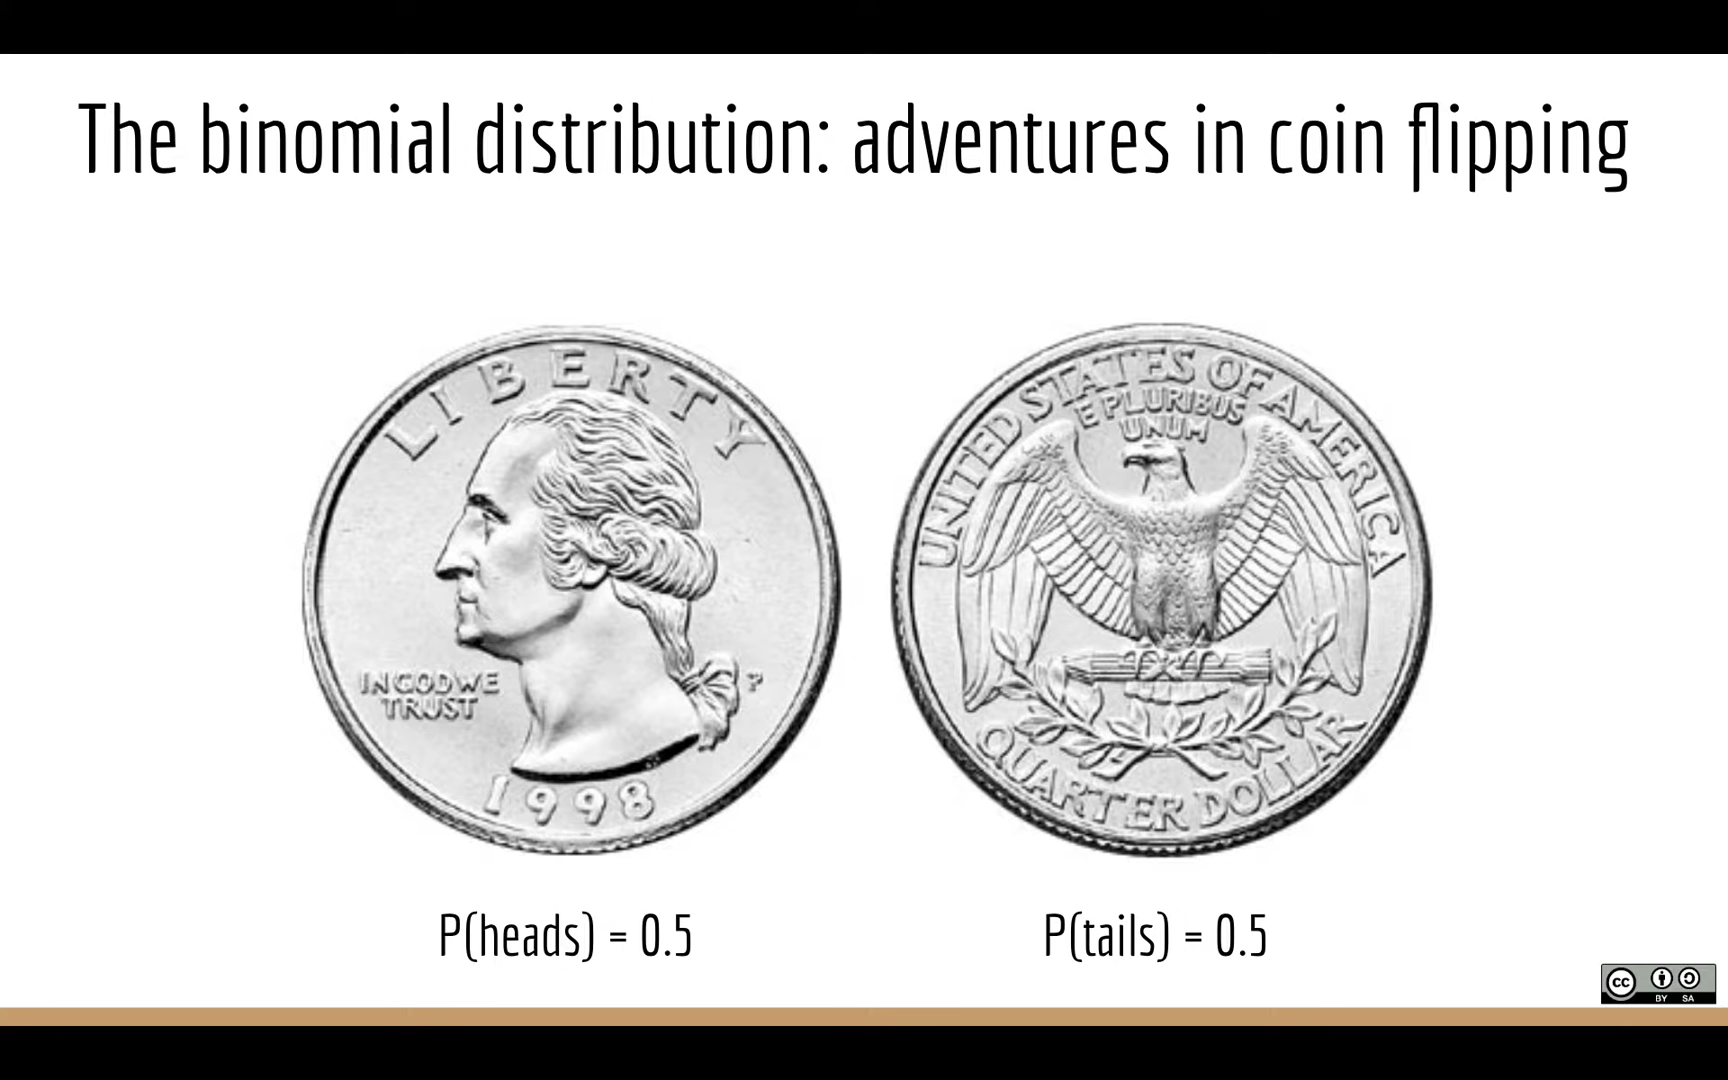 The binomial distribution: adventures in coin flipping
LIBERTY
IN GOD WE
TRUST
P
1998
UNITED STATES OF AMERICA
E PLURIBUS
UNUM
QUARTER DOLLAR
P(heads) = 0.5
P(tails) = 0.5
cc
BY SA